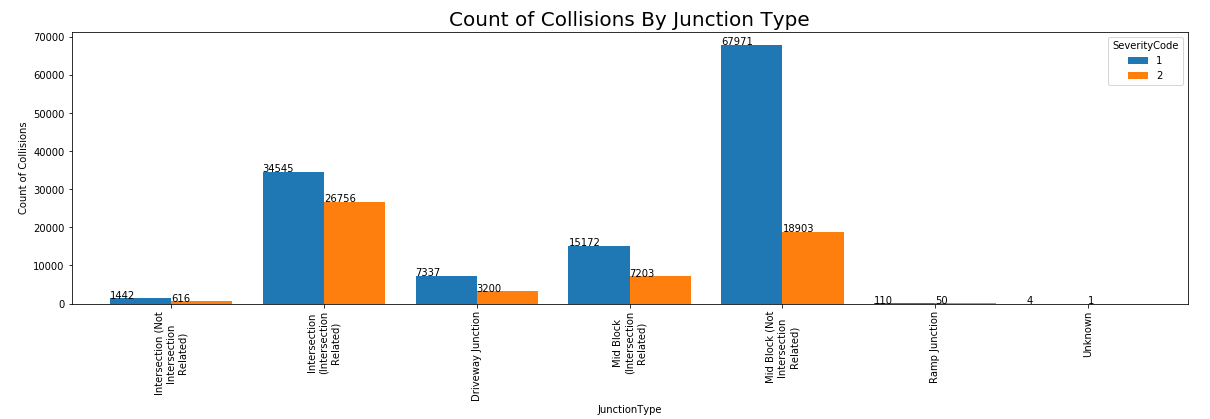 Count of Collisions By Junction Type
SeverityCode
1
2
Count of Collisions
70000
60000
50000
40000
30000
20000
10000
0
1442
616
34545
26756
7337
3200
15172
7203
67971
18903
110
50
4
1
Intersection (Not
Intersection
Related)
Intersection
(Intersection
Related)
Driveway Junction
Mid Block
(Intersection
Related)
Mid Block (Not
Intersection
Related)
Ramp Junction
Unknown
JunctionType